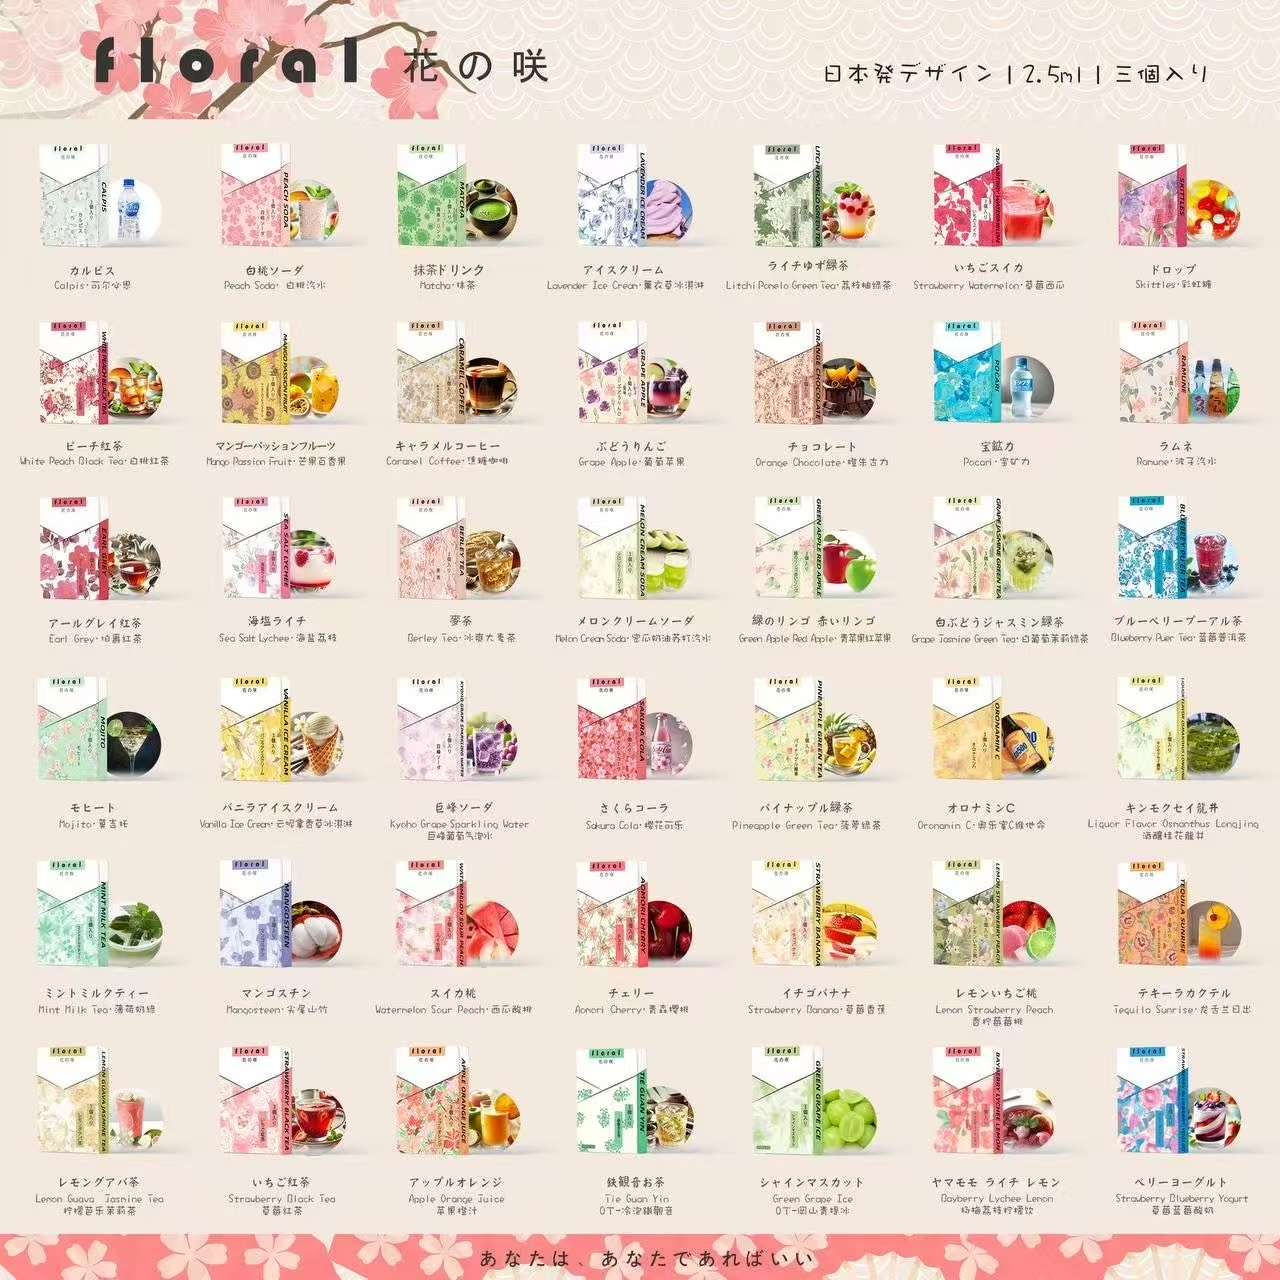 floral 花の咲
日本発デザイン | 2.5ml | 三個入り
カルピス
Calpis·可尔必思
白桃ソーダ
Peach Soda·白桃汽水
抹茶ドリンク
Matcha·抹茶
アイスクリーム
Lavender Ice Cream·薰衣草冰淇淋
ライチゆず緑茶
Litchi Pomelo Green Tea·荔枝柚绿茶
いちごスイカ
Strawberry Watermelon·草莓西瓜
ドロップ
Skittles·彩虹糖
ピーチ紅茶
White Peach Black Tea·白桃红茶
マンゴーパッションフルーツ
Mango Passion Fruit·芒果百香果
キャラメルコーヒー
Caramel Coffee·焦糖咖啡
ぶどうりんご
Grape Apple·葡萄苹果
チョコレート
Orange Chocolate·橙朱古力
宝鉱力
Pocari·宝矿力
ラムネ
Ramune·波子汽水
アールグレイ紅茶
Earl Grey·伯爵红茶
海塩ライチ
Sea Salt Lychee·海盐荔枝
麥茶
Berley Tea·冰爽大麦茶
メロンクリームソーダ
Melon Cream Soda·密瓜奶油苏打汽水
緑のリンゴ 赤いリンゴ
Green Apple Red Apple·青苹果红苹果
白ぶどうジャスミン緑茶
Grape Jasmine Green Tea·白葡萄茉莉绿茶
ブルーベリープーアル茶
Blueberry Puer Tea·蓝莓普洱茶
モヒート
Mojito·莫吉托
バニラアイスクリーム
Vanilla Ice Cream·云呢拿香草冰淇淋
巨峰ソーダ
Kyoho Grape Sparkling Water
巨峰葡萄气泡水
さくらコーラ
Sakura Cola·樱花可乐
パイナップル緑茶
Pineapple Green Tea·菠萝绿茶
オロナミンC
Oronamin C·奥乐蜜C维他命
キンモクセイ龍井
Liquor Flavor Osmanthus Longjing
酒釀桂花龍井
ミントミルクティー
Mint Milk Tea·薄荷奶綠
マンゴスチン
Mangosteen·尖尾山竹
スイカ桃
Watermelon Sour Peach·西瓜酸桃
チェリー
Aomori Cherry·青森櫻桃
イチゴバナナ
Strawberry Banana·草莓香蕉
レモンいちご桃
Lemon Strawberry Peach
香柠莓莓桃
テキーラカクテル
Tequila Sunrise·龙舌兰日出
レモングアバ茶
Lemon Guava Jasmine Tea
柠檬芭乐茉莉茶
いちご紅茶
Strawberry Black Tea
草莓红茶
アップルオレンジ
Apple Orange Juice
苹果橙汁
鉄観音お茶
Tie Guan Yin
OT-冷泡鐵觀音
シャインマスカット
Green Grape Ice
OT-岡山青提冰
ヤマモモ ライチ レモン
Bayberry Lychee Lemon
杨梅荔枝柠檬饮
ベリーヨーグルト
Strawberry Blueberry Yogurt
草莓蓝莓酸奶
あなたは、あなたであればいい